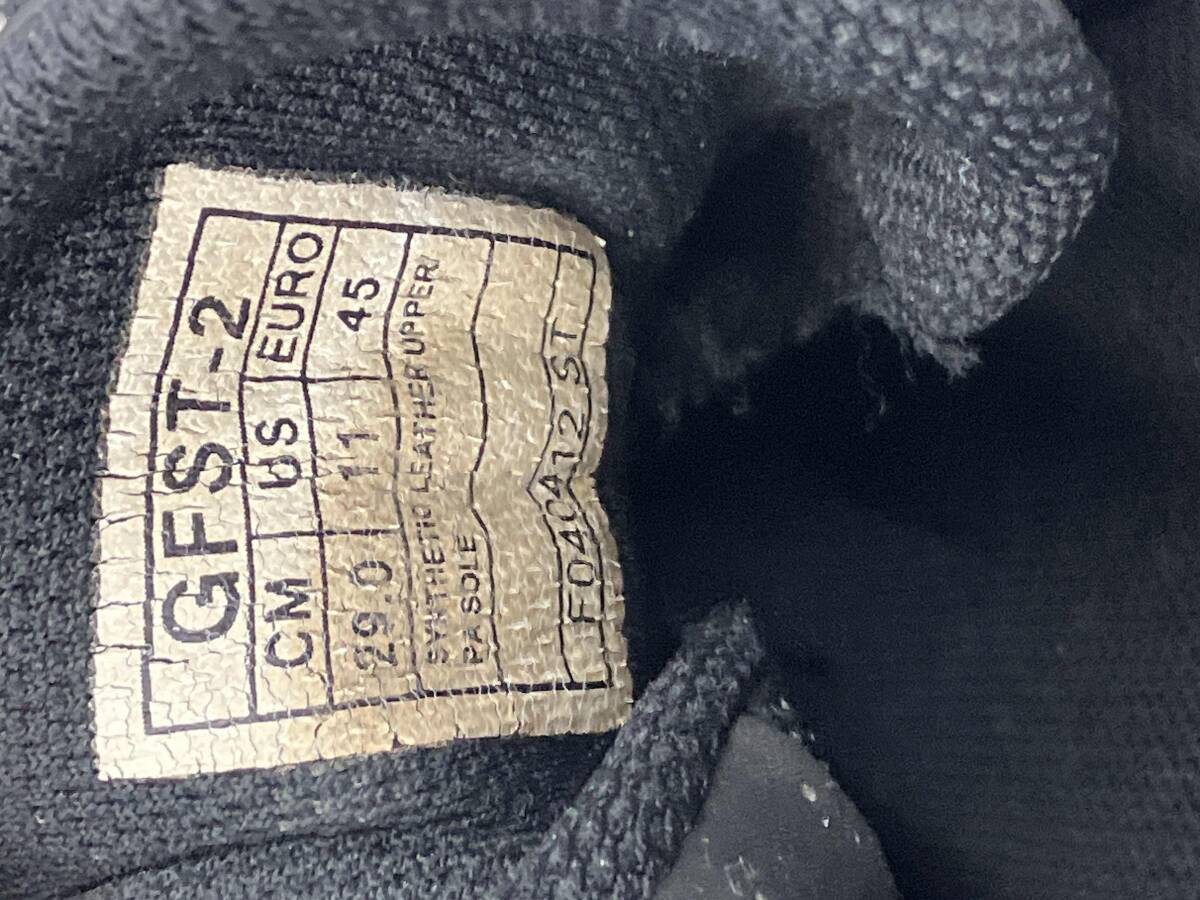 GFST-2
CM US EURO
29.0 11 45
SYNTHETIC LEATHER UPPER/
PA SOLE
F040412 ST